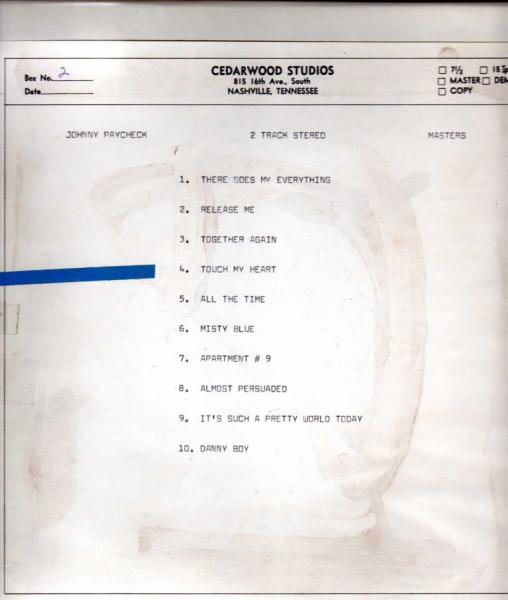 Box No. 2
Date
CEDARWOOD STUDIOS
815 16th Ave., South
NASHVILLE, TENNESSEE
☐ 7½ ☐ 15
☐ MASTER ☐
☐ COPY
JOHNNY PAYCHECK 2 TRACK STEREO MASTERS
1. THERE GOES MY EVERYTHING
2. RELEASE ME
3. TOGETHER AGAIN
4. TOUCH MY HEART
5. ALL THE TIME
6. MISTY BLUE
7. APARTMENT # 9
8. ALMOST PERSUADED
9. IT'S SUCH A PRETTY WORLD TODAY
10. DANNY BOY